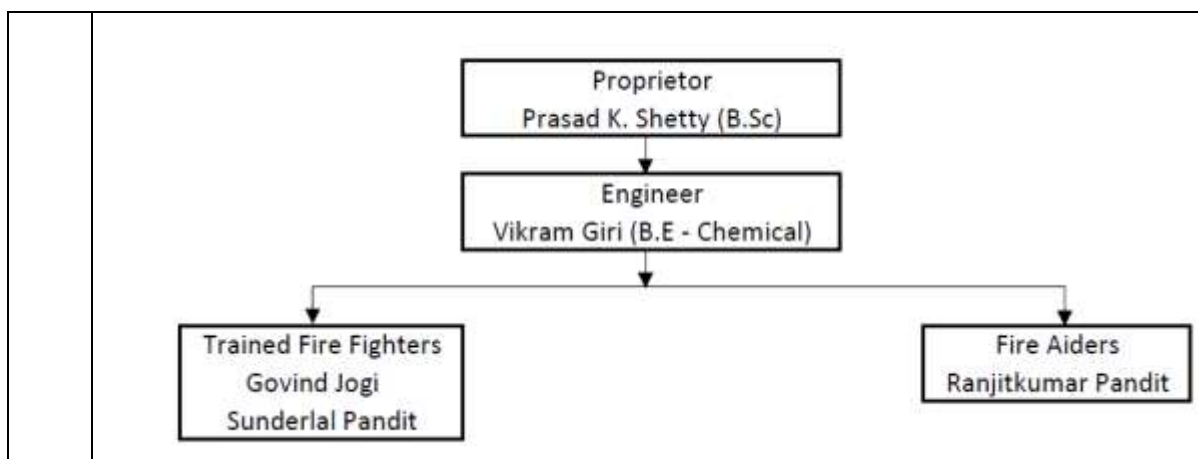 Proprietor
Prasad K. Shetty (B.Sc)
Engineer
Vikram Giri (B.E - Chemical)
Trained Fire Fighters
Govind Jogi
Sunderlal Pandit
Fire Aiders
Ranjitkumar Pandit